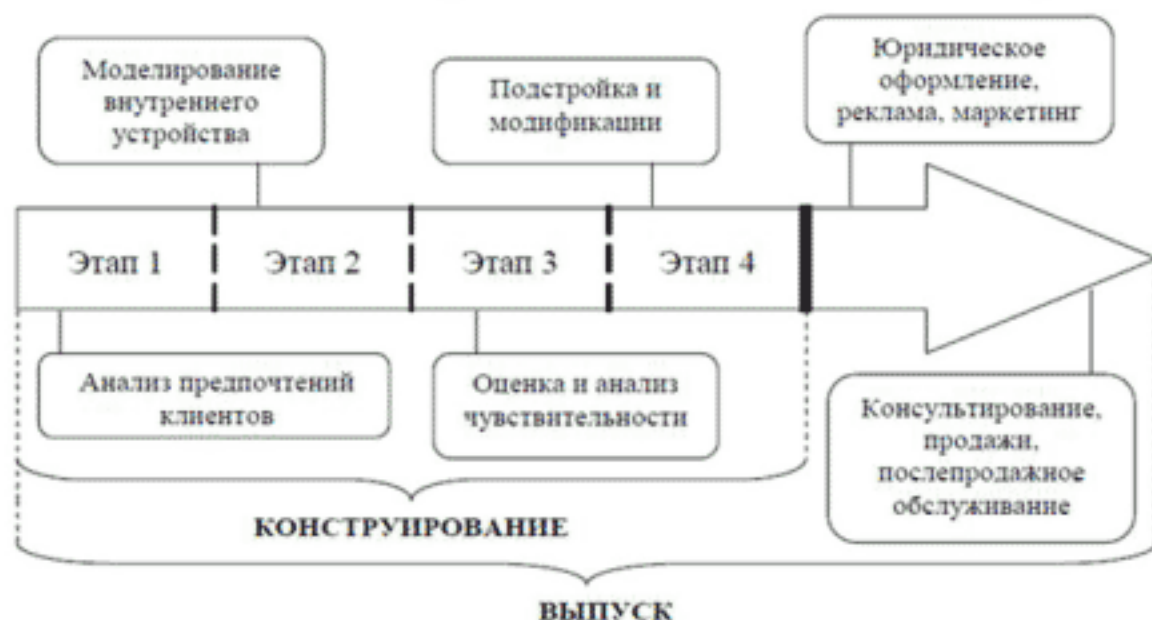 Моделирование
внутреннего
устройства
Подстройка и
модификации
Юридическое
оформление,
реклама, маркетинг
Этап 1
Этап 2
Этап 3
Этап 4
Анализ предпочтений
клиентов
Оценка и анализ
чувствительности
Консультирование,
продажи,
послепродажное
обслуживание
КОНСТРУИРОВАНИЕ
ВЫПУСК